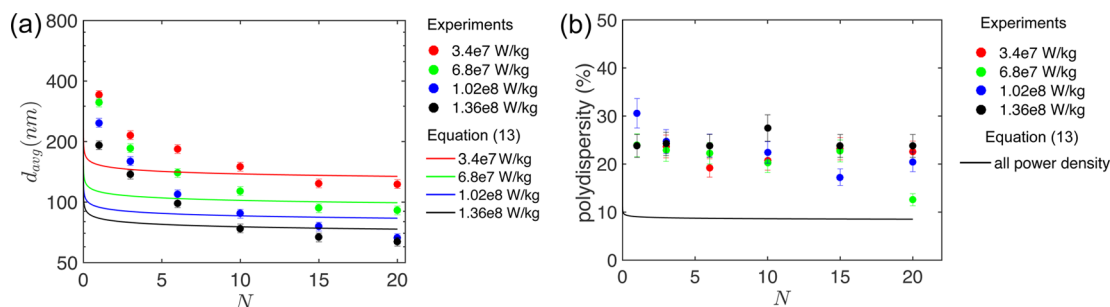 (a)
800
400
200
100
50
d_avg (nm)
0 5 10 15 20
N
Experiments
3.4e7 W/kg
6.8e7 W/kg
1.02e8 W/kg
1.36e8 W/kg
Equation (13)
3.4e7 W/kg
6.8e7 W/kg
1.02e8 W/kg
1.36e8 W/kg
(b)
50
40
30
20
10
0
polydispersity (%)
0 5 10 15 20
N
Experiments
3.4e7 W/kg
6.8e7 W/kg
1.02e8 W/kg
1.36e8 W/kg
Equation (13)
all power density